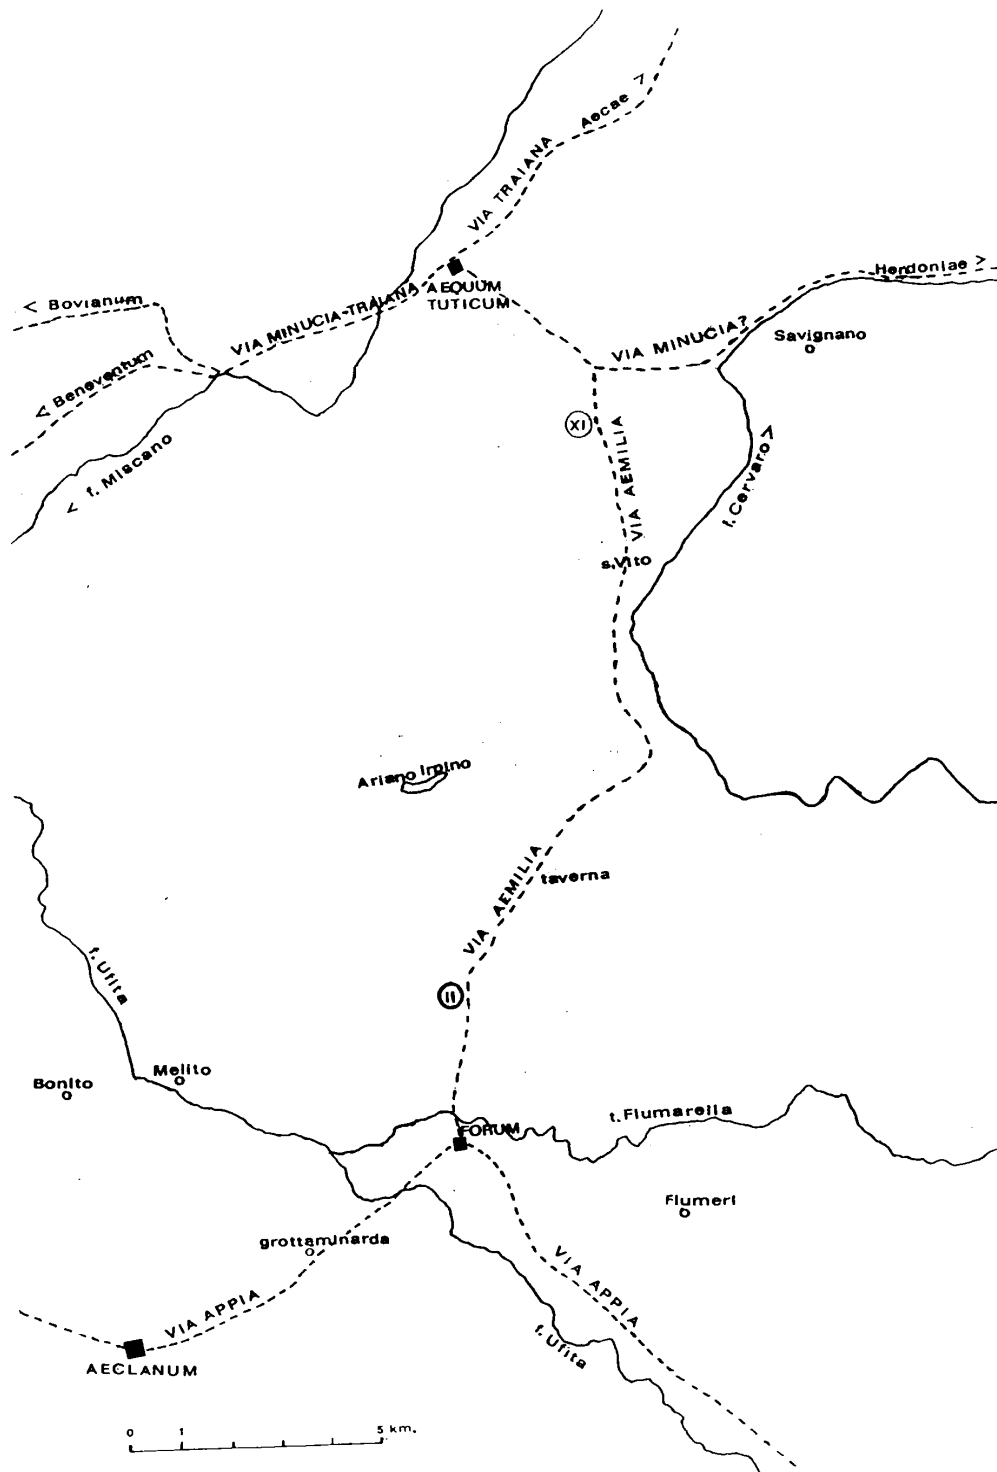 Aecae >
VIA TRAIANA
Herdoniae >
AEQUUM
TUTICUM
< Bovianum
VIA MINUCIA-TRAIANA
VIA MINUCIA?
Savignano
< Beneventum
XI
VIA AEMILIA
< f. Miscano
f. Cervaro >
s. Vito
Ariano Irpino
VIA AEMILIA
taverna
f. Ufita
II
Melito
Bonito
t. Fiumarella
FORUM
Flumeri
grottaminarda
VIA APPIA
VIA APPIA
f. Ufita
AECLANUM
0 1 5 km.